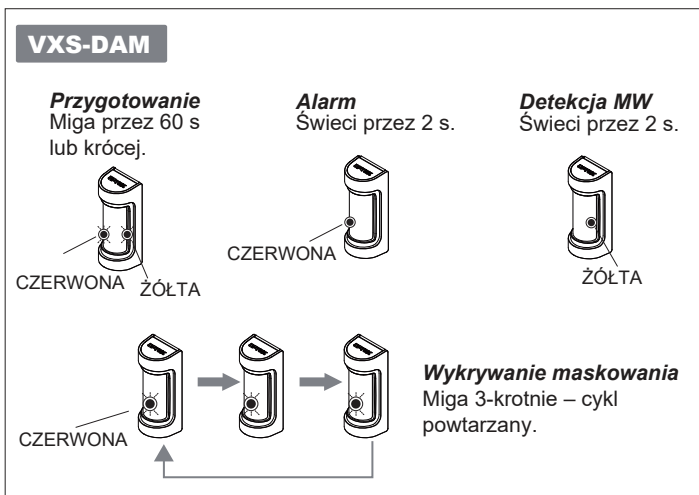 VXS-DAM
Przygotowanie
Miga przez 60 s
lub krócej.
Alarm
Świeci przez 2 s.
Detekcja MW
Świeci przez 2 s.
CZERWONA
ŻÓŁTA
CZERWONA
ŻÓŁTA
Wykrywanie maskowania
Miga 3-krotnie – cykl
powtarzany.
CZERWONA